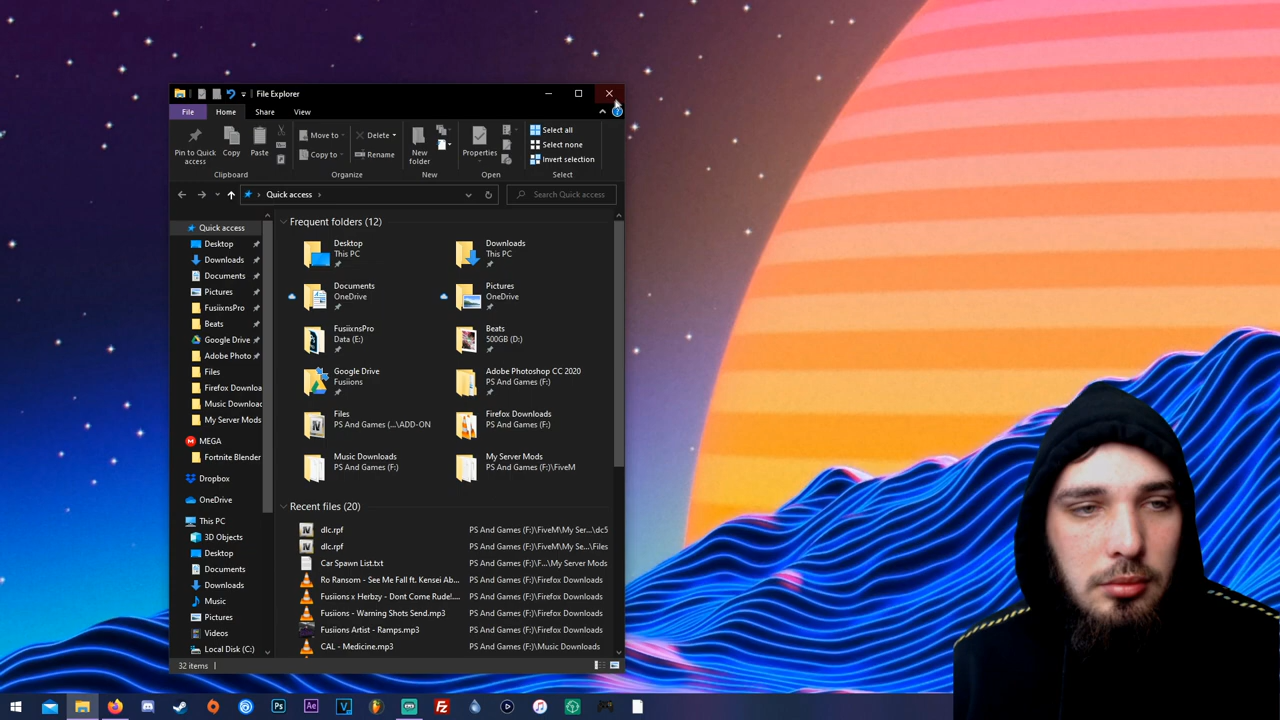 File Explorer
File Home Share View
Pin to Quick access
Copy
Paste
Clipboard
Move to
Copy to
Delete
Rename
Organize
New folder
New
Properties
Open
Select all
Select none
Invert selection
Select
Quick access
Search Quick access
Quick access
Desktop
Downloads
Documents
Pictures
FusiixnsPro
Beats
Google Drive
Adobe Photo
Files
Firefox Downloa
Music Downloac
My Server Mods
MEGA
Fortnite Blender
Dropbox
OneDrive
This PC
3D Objects
Desktop
Documents
Downloads
Music
Pictures
Videos
Local Disk (C:)
Frequent folders (12)
Desktop
This PC
Downloads
This PC
Documents
OneDrive
Pictures
OneDrive
FusiixnsPro
Data (E:)
Beats
500GB (D:)
Google Drive
Fusiions
Adobe Photoshop CC 2020
PS And Games (F:)
Files
PS And Games (...\ADD-ON
Firefox Downloads
PS And Games (F:)
Music Downloads
PS And Games (F:)
My Server Mods
PS And Games (F:)\FiveM
Recent files (20)
dlc.rpf PS And Games (F:)\FiveM\My Ser...\dc5
dlc.rpf PS And Games (F:)\FiveM\My Se...\Files
Car Spawn List.txt PS And Games (F:)\F...\My Server Mods
Ro Ransom - See Me Fall ft. Kensei Ab... PS And Games (F:)\Firefox Downloads
Fusiions x Herbzy - Dont Come Rude!.... PS And Games (F:)\Firefox Downloads
Fusiions - Warning Shots Send.mp3 PS And Games (F:)\Firefox Downloads
Fusiions Artist - Ramps.mp3 PS And Games (F:)\Firefox Downloads
CAL - Medicine.mp3 PS And Games (F:)\Music Downloads
32 items
Ps Ae V